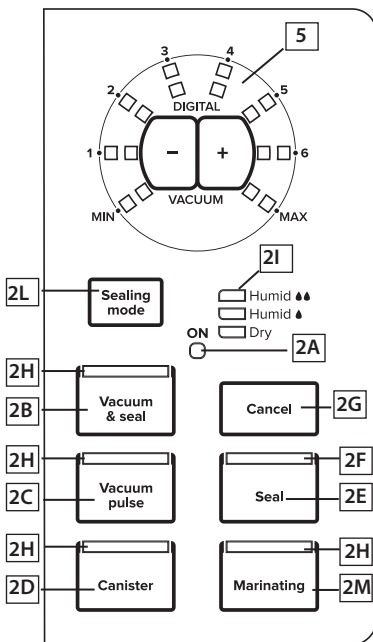 5
3 4
2 5
DIGITAL
1 - + 6
VACUUM
MIN MAX
2I
2L Sealing
mode
Humid
Humid
Dry
ON
2A
2H
2B Vacuum
& seal
Cancel 2G
2H 2F
2C Vacuum
pulse
Seal 2E
2H 2H
2D Canister
Marinating 2M